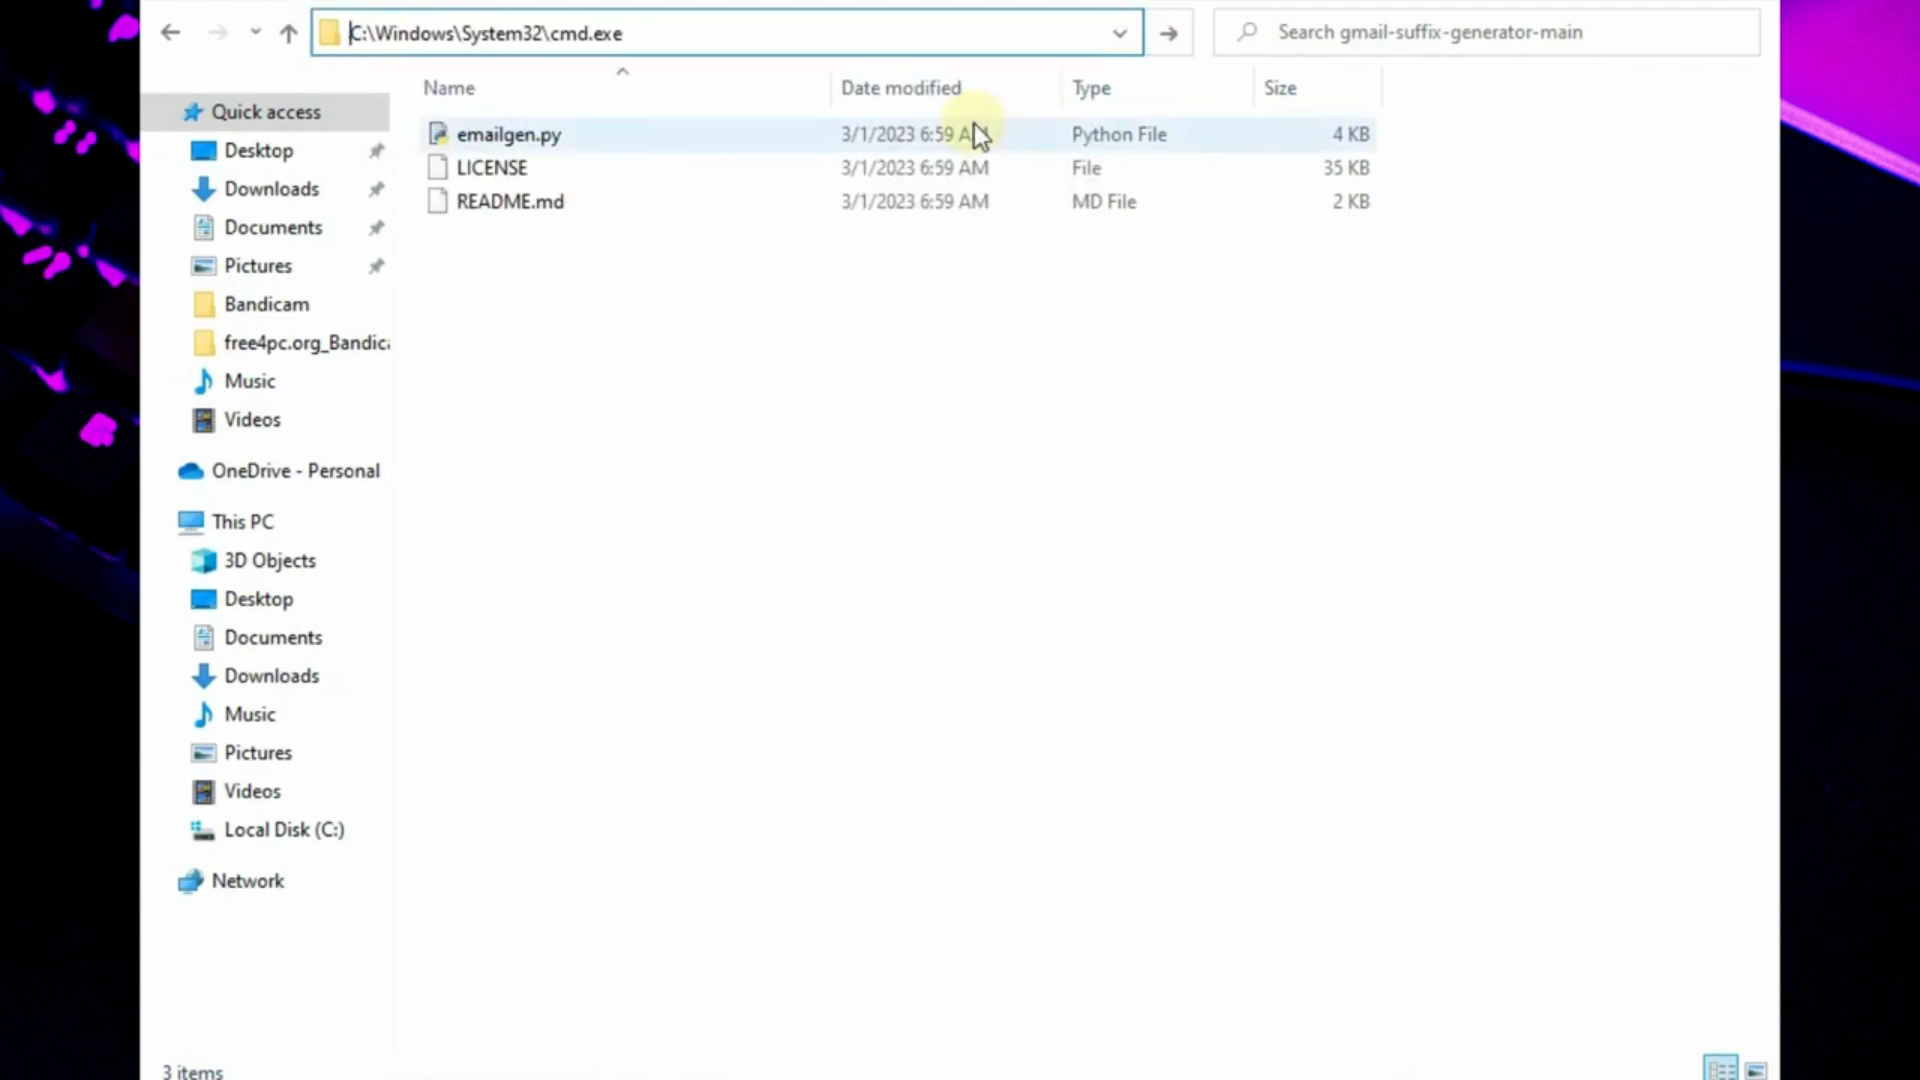 C:\Windows\System32\cmd.exe
Search gmail-suffix-generator-main
Name Date modified Type Size
Quick access
Desktop
Downloads
Documents
Pictures
Bandicam
free4pc.org_Bandic
Music
Videos
OneDrive - Personal
This PC
3D Objects
Desktop
Documents
Downloads
Music
Pictures
Videos
Local Disk (C:)
Network
emailgen.py 3/1/2023 6:59 AM Python File 4 KB
LICENSE 3/1/2023 6:59 AM File 35 KB
README.md 3/1/2023 6:59 AM MD File 2 KB
3 items